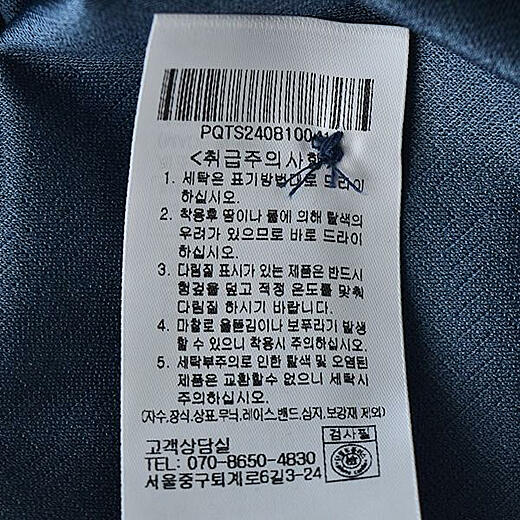 PQTS2408100
<취급주의사항
1. 세탁은 표기방법대로 드라이
하십시오.
2. 착용후 땀이나 물에 의해 탈색의
우려가 있으므로 바로 드라이
하십시오.
3. 다림질 표시가 있는 제품은 반드시
헝겊을 덮고 적정 온도를 맞춰
다림질 하시기 바랍니다.
4. 마찰로 올뜯김이나 보푸라기 발생
할 수 있으니 착용시 주의하십시오.
5. 세탁부주의로 인한 탈색 및 오염된
제품은 교환할수 없으니 세탁시
주의하십시오.
(자수,장식,상표,무늬,레이스밴드,심지,보강재 제외)
고객상담실
검사필
TEL: 070-8650-4830
서울중구퇴계로6길3-24